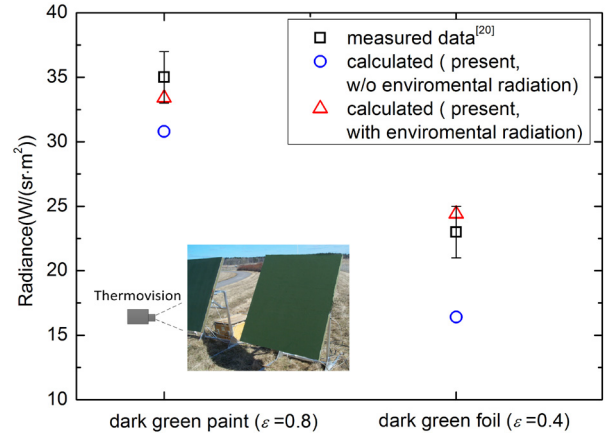 40
35
30
25
20
15
10
Radiance(W/(sr·m²))
measured data[20]
calculated ( present,
w/o enviromental radiation)
calculated ( present,
with enviromental radiation)
Thermovision
dark green paint (ε =0.8)
dark green foil (ε =0.4)